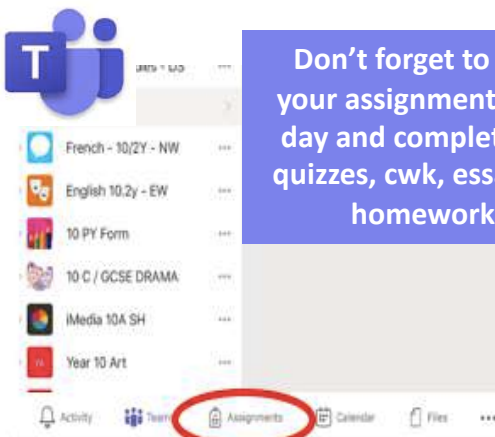 T
Don't forget to
your assignment
day and complet
quizzes, cwk, ess
homework
French - 10/2Y - NW
English 10.2y - EW
10 PY Form
10 C / GCSE DRAMA
iMedia 10A SH
Year 10 Art
Activity
Assignments
Calendar
Files